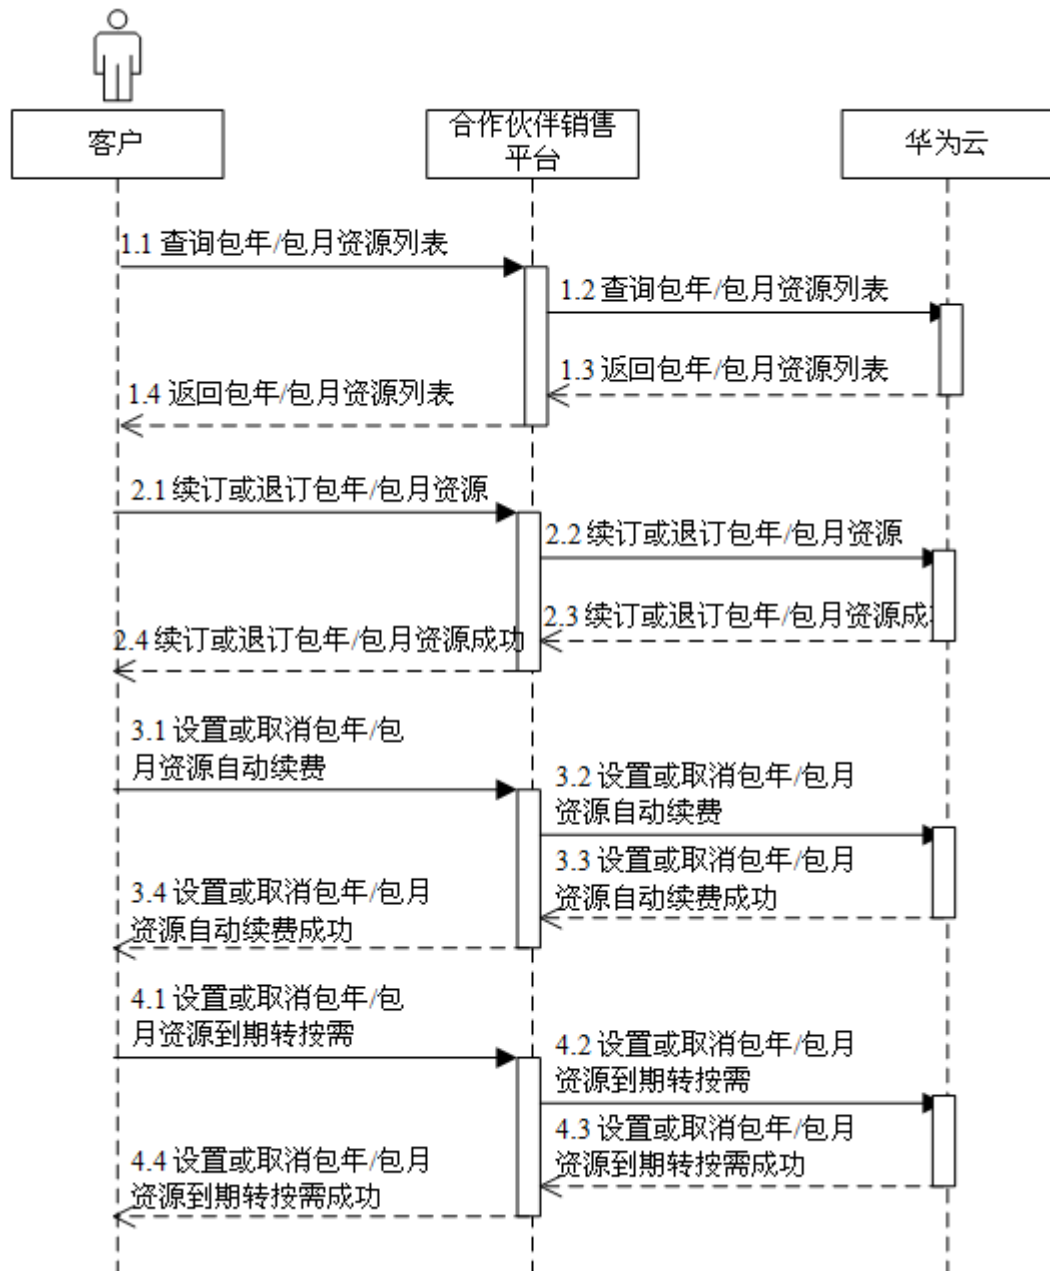 客户
合作伙伴销售
平台
华为云
1.1 查询包年/包月资源列表
1.2 查询包年/包月资源列表
1.3 返回包年/包月资源列表
1.4 返回包年/包月资源列表
2.1 续订或退订包年/包月资源
2.2 续订或退订包年/包月资源
2.3 续订或退订包年/包月资源成功
2.4 续订或退订包年/包月资源成功
3.1 设置或取消包年/包
月资源自动续费
3.2 设置或取消包年/包月
资源自动续费
3.3 设置或取消包年/包月
资源自动续费成功
3.4 设置或取消包年/包月
资源自动续费成功
4.1 设置或取消包年/包
月资源到期转按需
4.2 设置或取消包年/包月
资源到期转按需
4.3 设置或取消包年/包月
资源到期转按需成功
4.4 设置或取消包年/包月
资源到期转按需成功